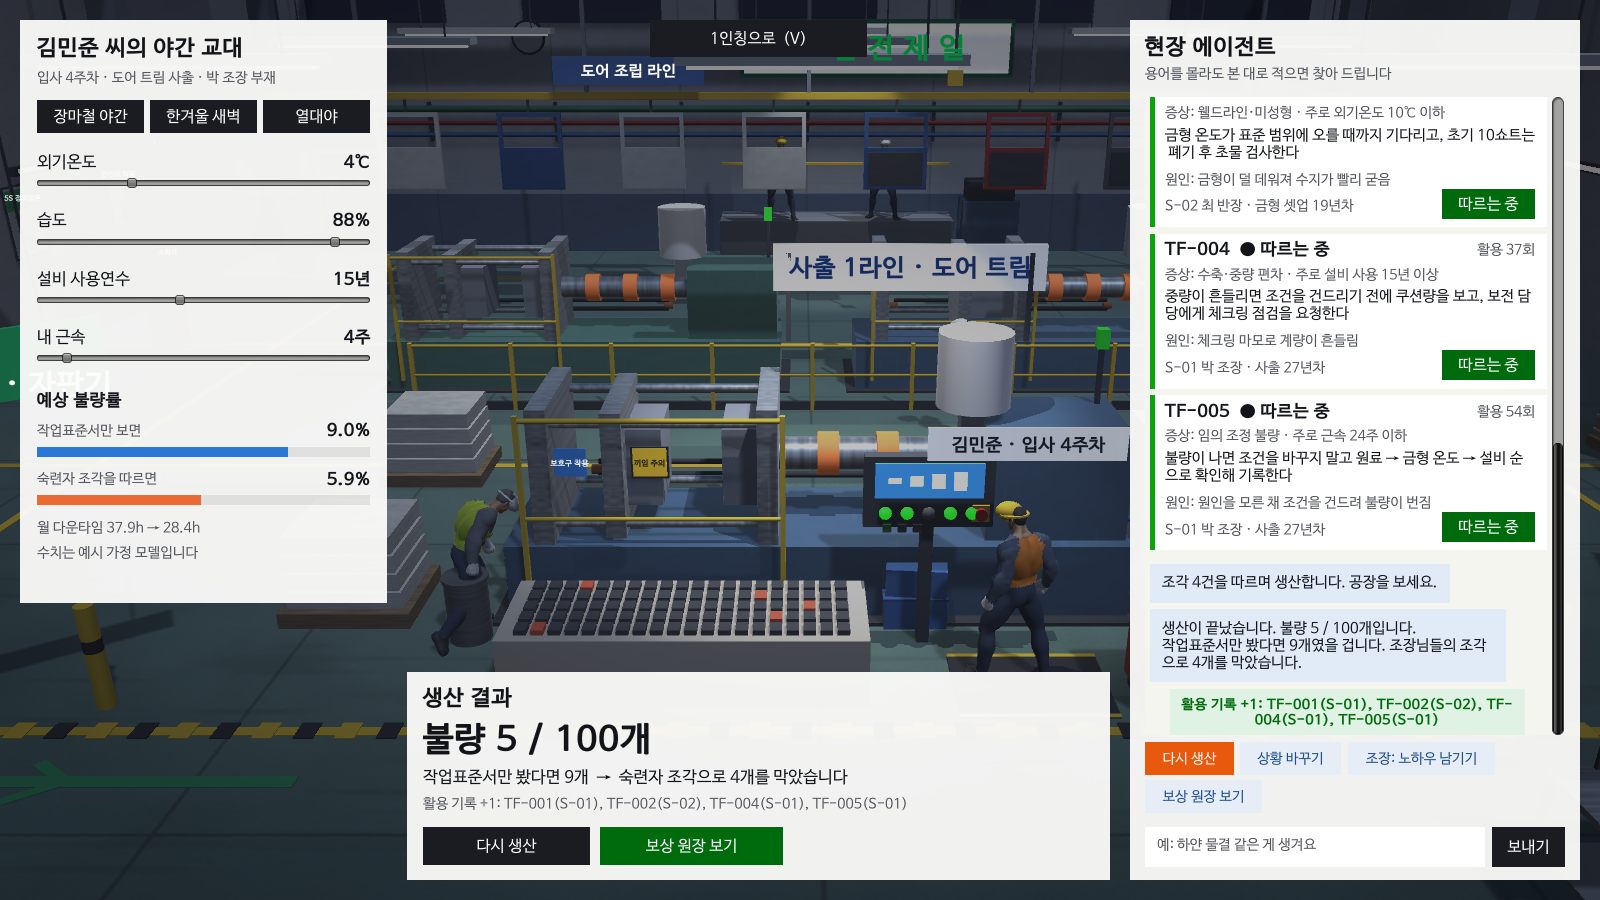 김민준 씨의 야간 교대
입사 4주차 · 도어 트림 사출 · 박 조장 부재
장마철 야간
한겨울 새벽
열대야
외기온도 4℃
습도 88%
설비 사용연수 15년
내 근속 4주
자판기
예상 불량률
작업표준서만 보면 9.0%
숙련자 조각을 따르면 5.9%
월 다운타임 37.9h → 28.4h
수치는 예시 가정 모델입니다
1인칭으로 (V)
전 제 일
도어 조립 라인
사출 1라인 · 도어 트림
김민준 · 입사 4주차
보호구 착용
끼임 주의
생산 결과
불량 5 / 100개
작업표준서만 봤다면 9개 → 숙련자 조각으로 4개를 막았습니다
활용 기록 +1: TF-001(S-01), TF-002(S-02), TF-004(S-01), TF-005(S-01)
다시 생산
보상 원장 보기
현장 에이전트
용어를 몰라도 본 대로 적으면 찾아 드립니다
증상: 웰드라인·미성형 · 주로 외기온도 10℃ 이하
금형 온도가 표준 범위에 오를 때까지 기다리고, 초기 10쇼트는
폐기 후 초물 검사한다
원인: 금형이 덜 데워져 수지가 빨리 굳음
S-02 최 반장 · 금형 셋업 19년차
따르는 중
TF-004 ● 따르는 중 활용 37회
증상: 수축·중량 편차 · 주로 설비 사용 15년 이상
중량이 흔들리면 조건을 건드리기 전에 쿠션량을 보고, 보전 담
당에게 체크링 점검을 요청한다
원인: 체크링 마모로 계량이 흔들림
S-01 박 조장 · 사출 27년차
따르는 중
TF-005 ● 따르는 중 활용 54회
증상: 임의 조정 불량 · 주로 근속 24주 이하
불량이 나면 조건을 바꾸지 말고 원료 → 금형 온도 → 설비 순
으로 확인해 기록한다
원인: 원인을 모른 채 조건을 건드려 불량이 번짐
S-01 박 조장 · 사출 27년차
따르는 중
조각 4건을 따르며 생산합니다. 공장을 보세요.
생산이 끝났습니다. 불량 5 / 100개입니다.
작업표준서만 봤다면 9개였을 겁니다. 조장님들의 조각
으로 4개를 막았습니다.
활용 기록 +1: TF-001(S-01), TF-002(S-02), TF-
004(S-01), TF-005(S-01)
다시 생산
상황 바꾸기
조장: 노하우 남기기
보상 원장 보기
예: 하얀 물결 같은 게 생겨요
보내기